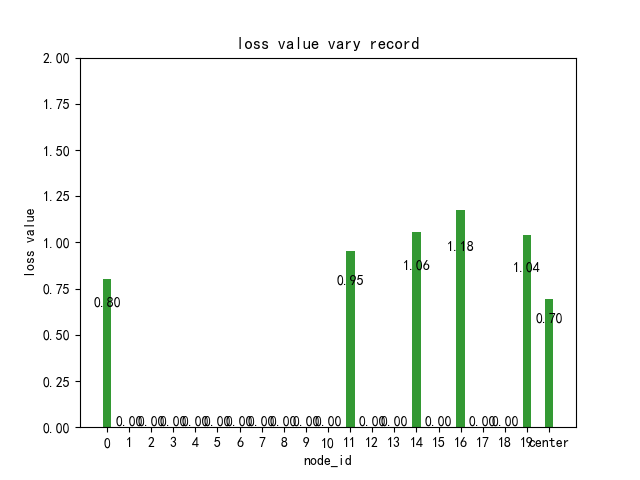 loss value vary record
2.00
1.75
1.50
1.25
1.00
0.75
0.50
0.25
0.00
loss value
0.80 0.00 0.00 0.00 0.00 0.00 0.00 0.00 0.00 0.00 0.00 0.95 0.00 0.00 1.06 0.00 1.18 0.00 0.00 1.04 0.70
0 1 2 3 4 5 6 7 8 9 10 11 12 13 14 15 16 17 18 19 center
node_id